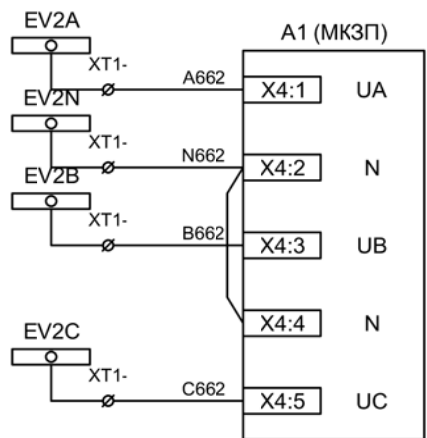 EV2A
A1 (МКЗП)
XT1-
A662
X4:1
UA
EV2N
XT1-
N662
X4:2
N
EV2B
XT1-
B662
X4:3
UB
X4:4
N
EV2C
XT1-
C662
X4:5
UC